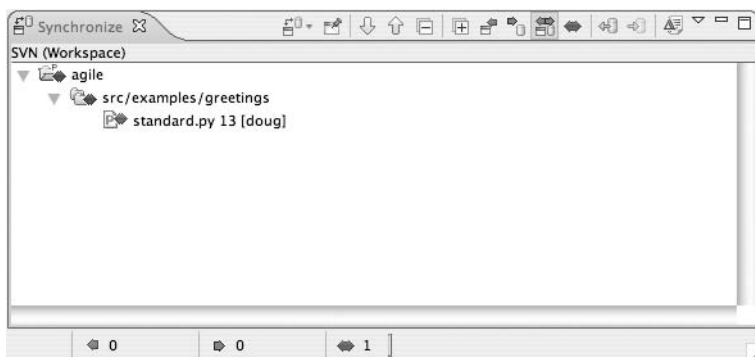 Synchronize
SVN (Workspace)
agile
src/examples/greetings
standard.py 13 [doug]
0 0 1